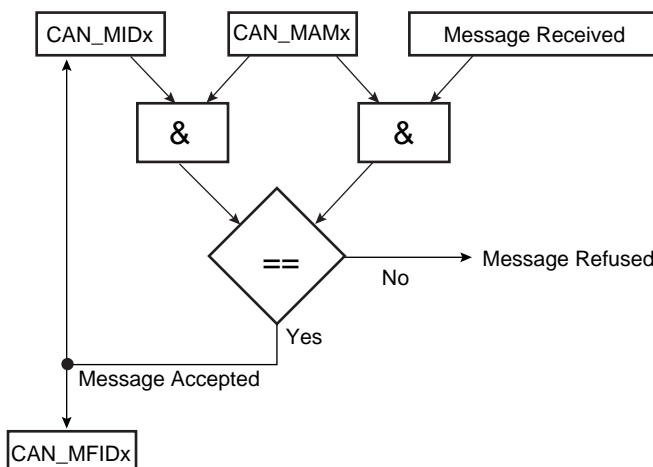 CAN_MIDx
CAN_MAMx
Message Received
&
&
==
No
Message Refused
Yes
Message Accepted
CAN_MFIDx